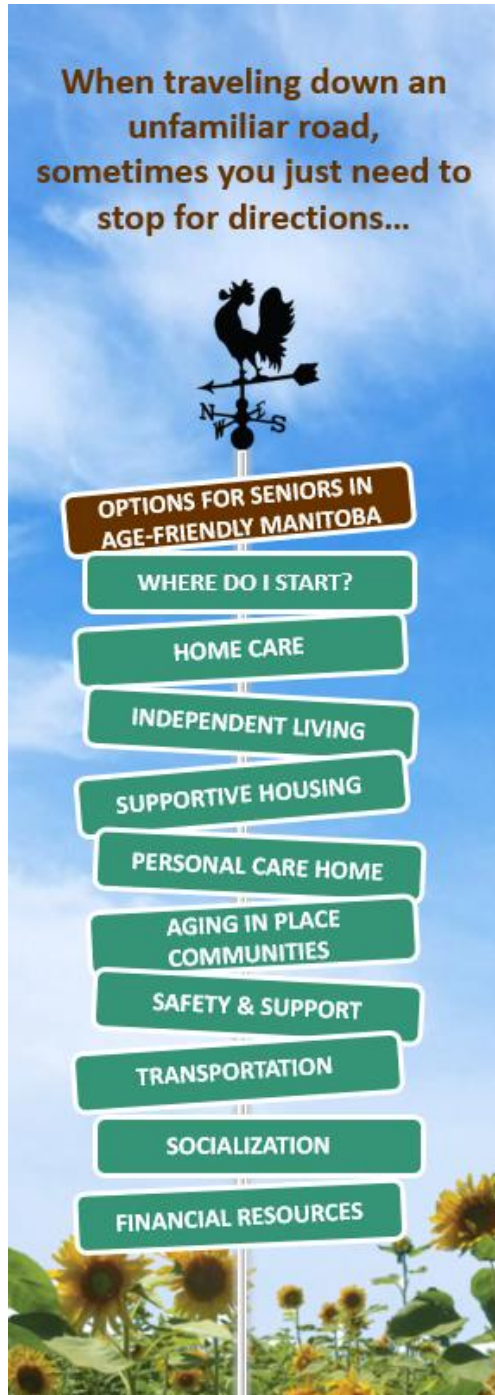 When traveling down an
unfamiliar road,
sometimes you just need to
stop for directions...
N E
W S
OPTIONS FOR SENIORS IN
AGE-FRIENDLY MANITOBA
WHERE DO I START?
HOME CARE
INDEPENDENT LIVING
SUPPORTIVE HOUSING
PERSONAL CARE HOME
AGING IN PLACE
COMMUNITIES
SAFETY & SUPPORT
TRANSPORTATION
SOCIALIZATION
FINANCIAL RESOURCES